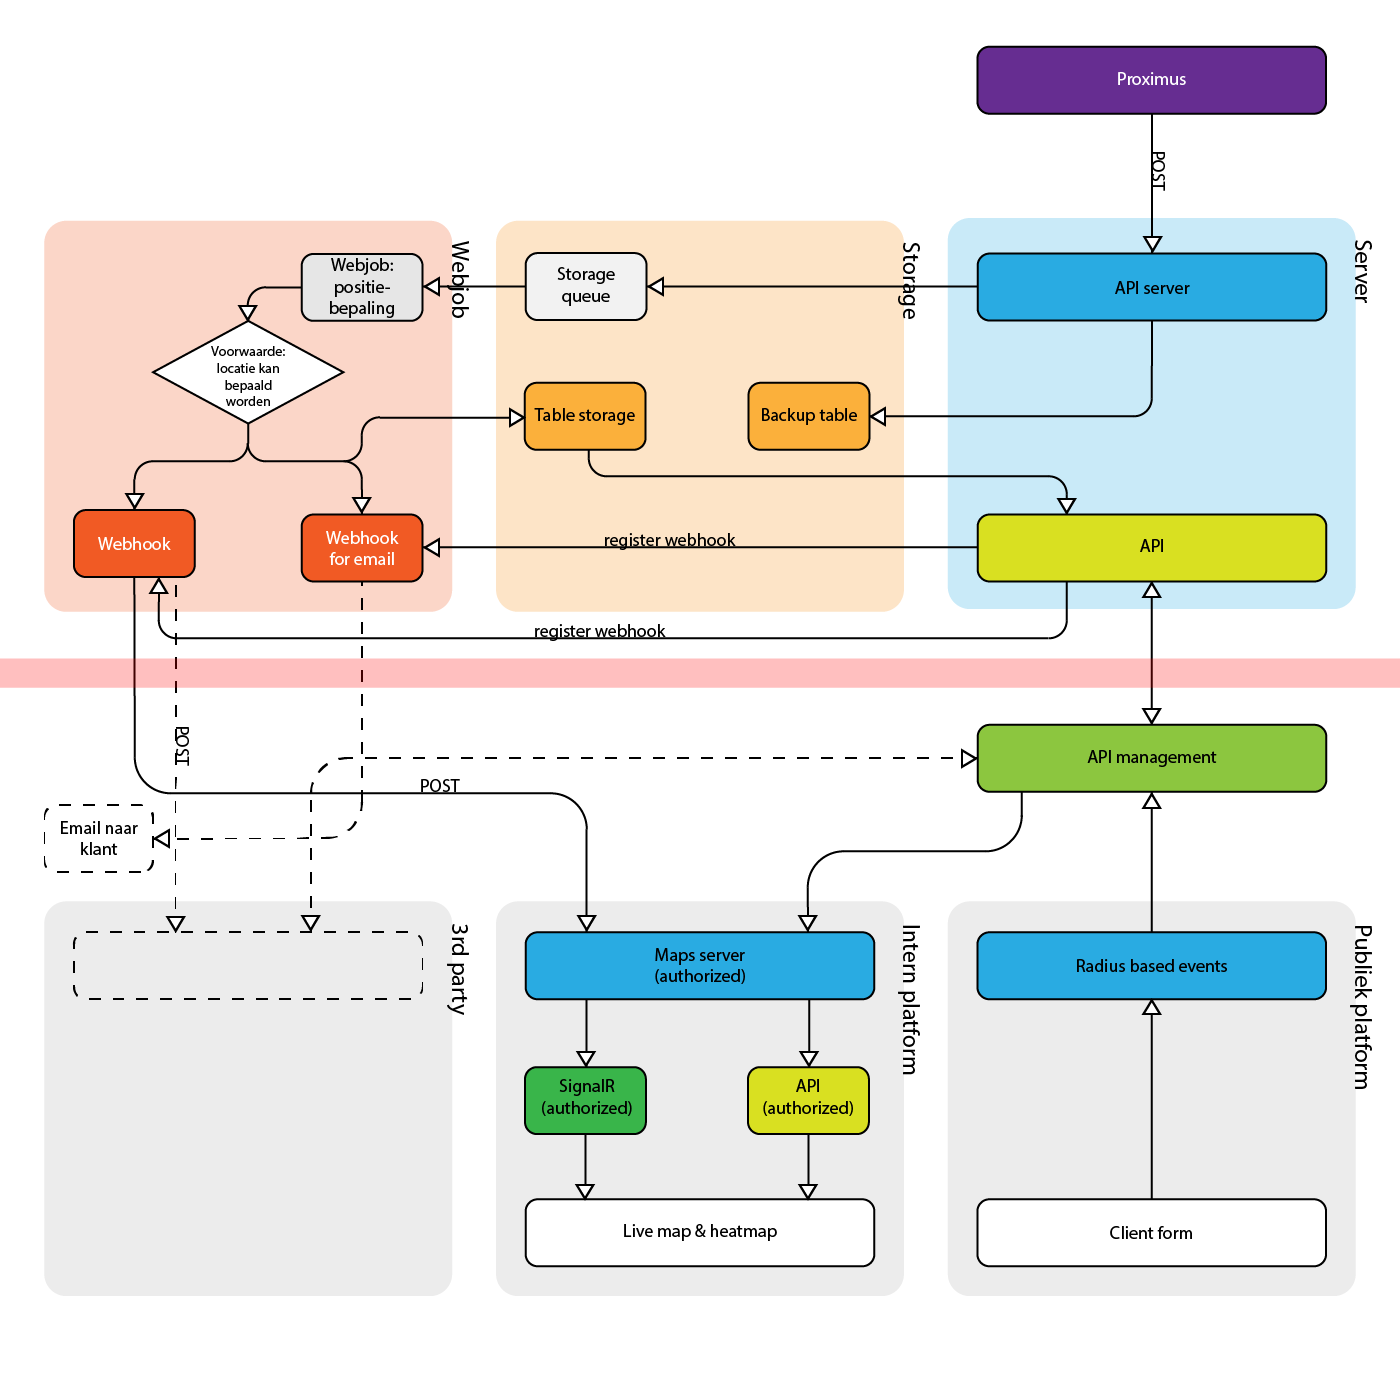 Proximus
POST
Webjob
Storage
Server
Webjob:
positie-
bepaling
Storage
queue
API server
Voorwaarde:
locatie kan
bepaald
worden
Table storage
Backup table
Webhook
Webhook
for email
register webhook
API
register webhook
POST
API management
POST
Email naar
klant
3rd party
Intern platform
Publiek platform
Maps server
(authorized)
Radius based events
SignalR
(authorized)
API
(authorized)
Live map & heatmap
Client form